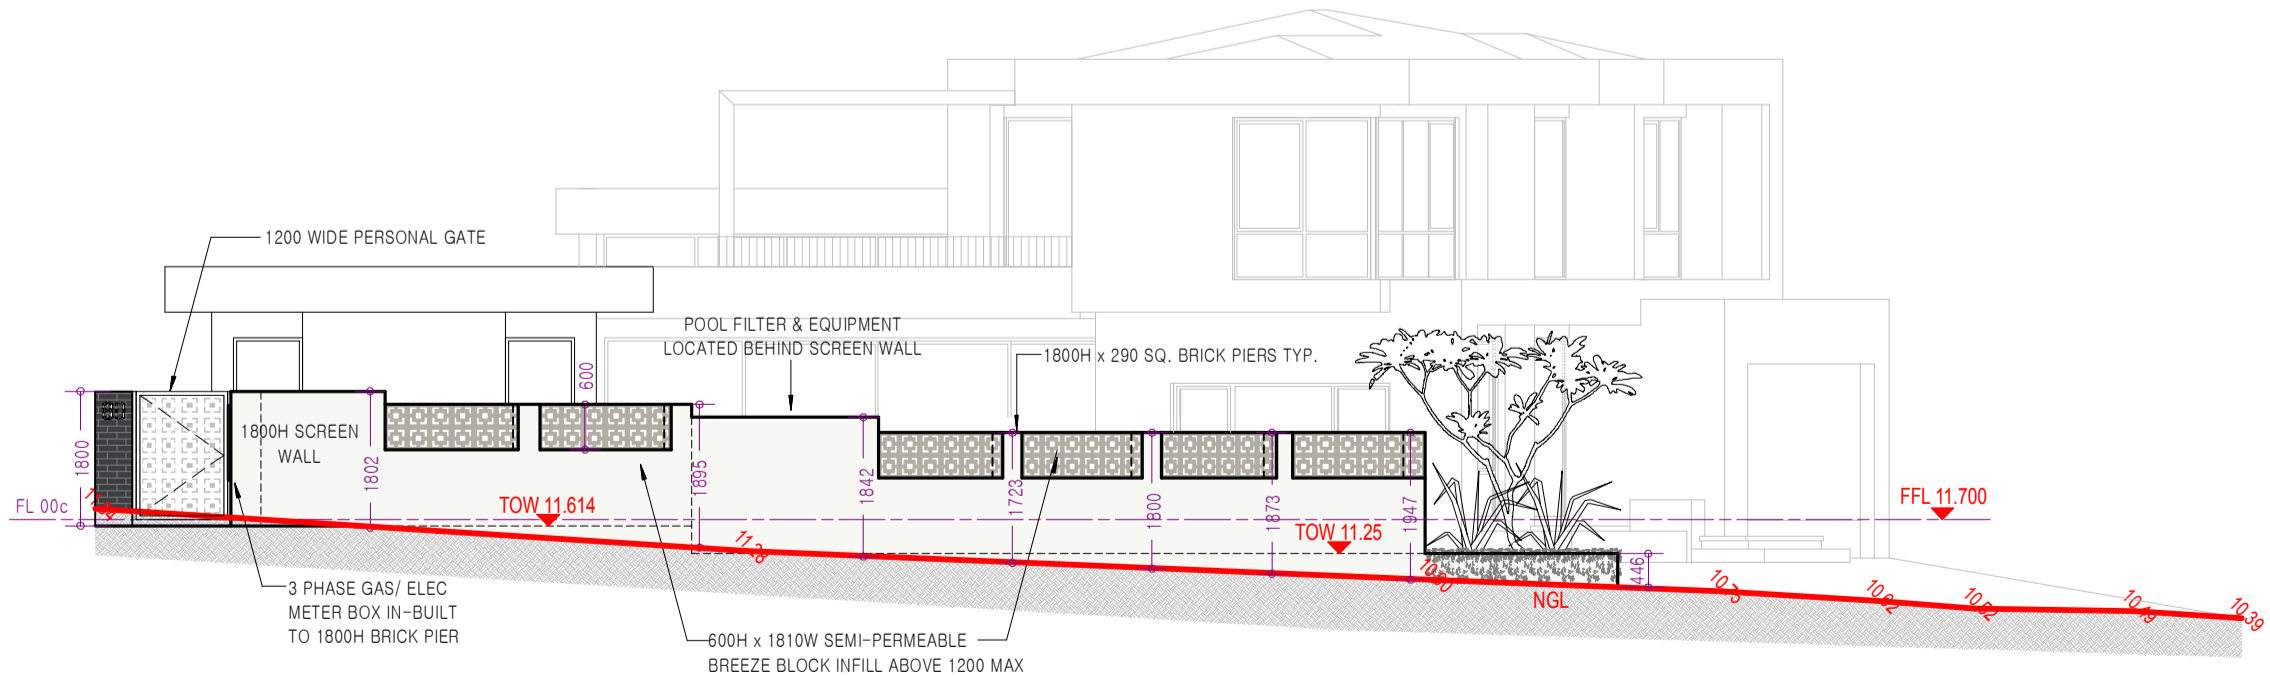 1200 WIDE PERSONAL GATE
POOL FILTER & EQUIPMENT
LOCATED BEHIND SCREEN WALL
1800H x 290 SQ. BRICK PIERS TYP.
600
1800H SCREEN
WALL
1800
1802
1895
1842
1723
1800
1873
1947
446
FL 00c
TOW 11.614
TOW 11.25
FFL 11.700
11.28
NGL
10.73
10.62
10.52
10.49
10.39
3 PHASE GAS/ ELEC
METER BOX IN-BUILT
TO 1800H BRICK PIER
600H x 1810W SEMI-PERMEABLE
BREEZE BLOCK INFILL ABOVE 1200 MAX